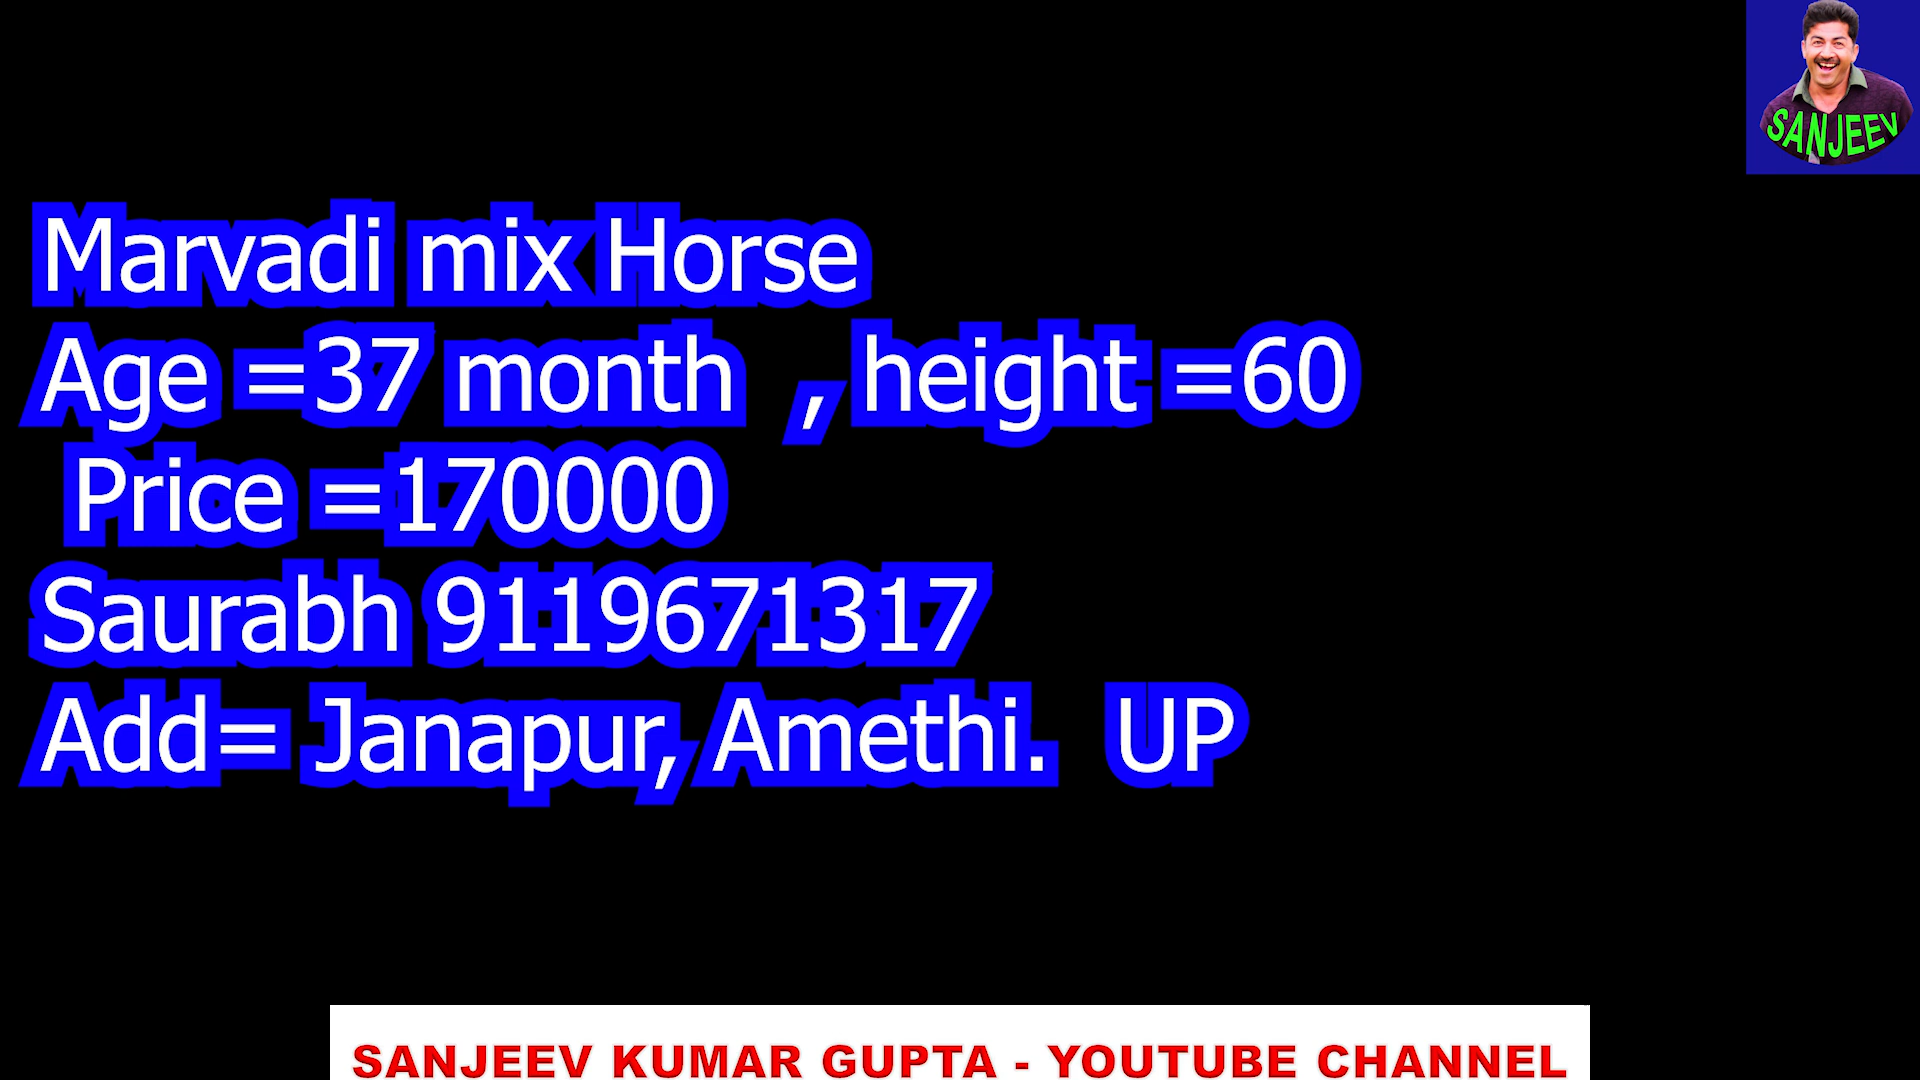 SANJEEV
Marvadi mix Horse
Age =37 month , height =60
Price =170000
Saurabh 9119671317
Add= Janapur, Amethi. UP
SANJEEV KUMAR GUPTA - YOUTUBE CHANNEL